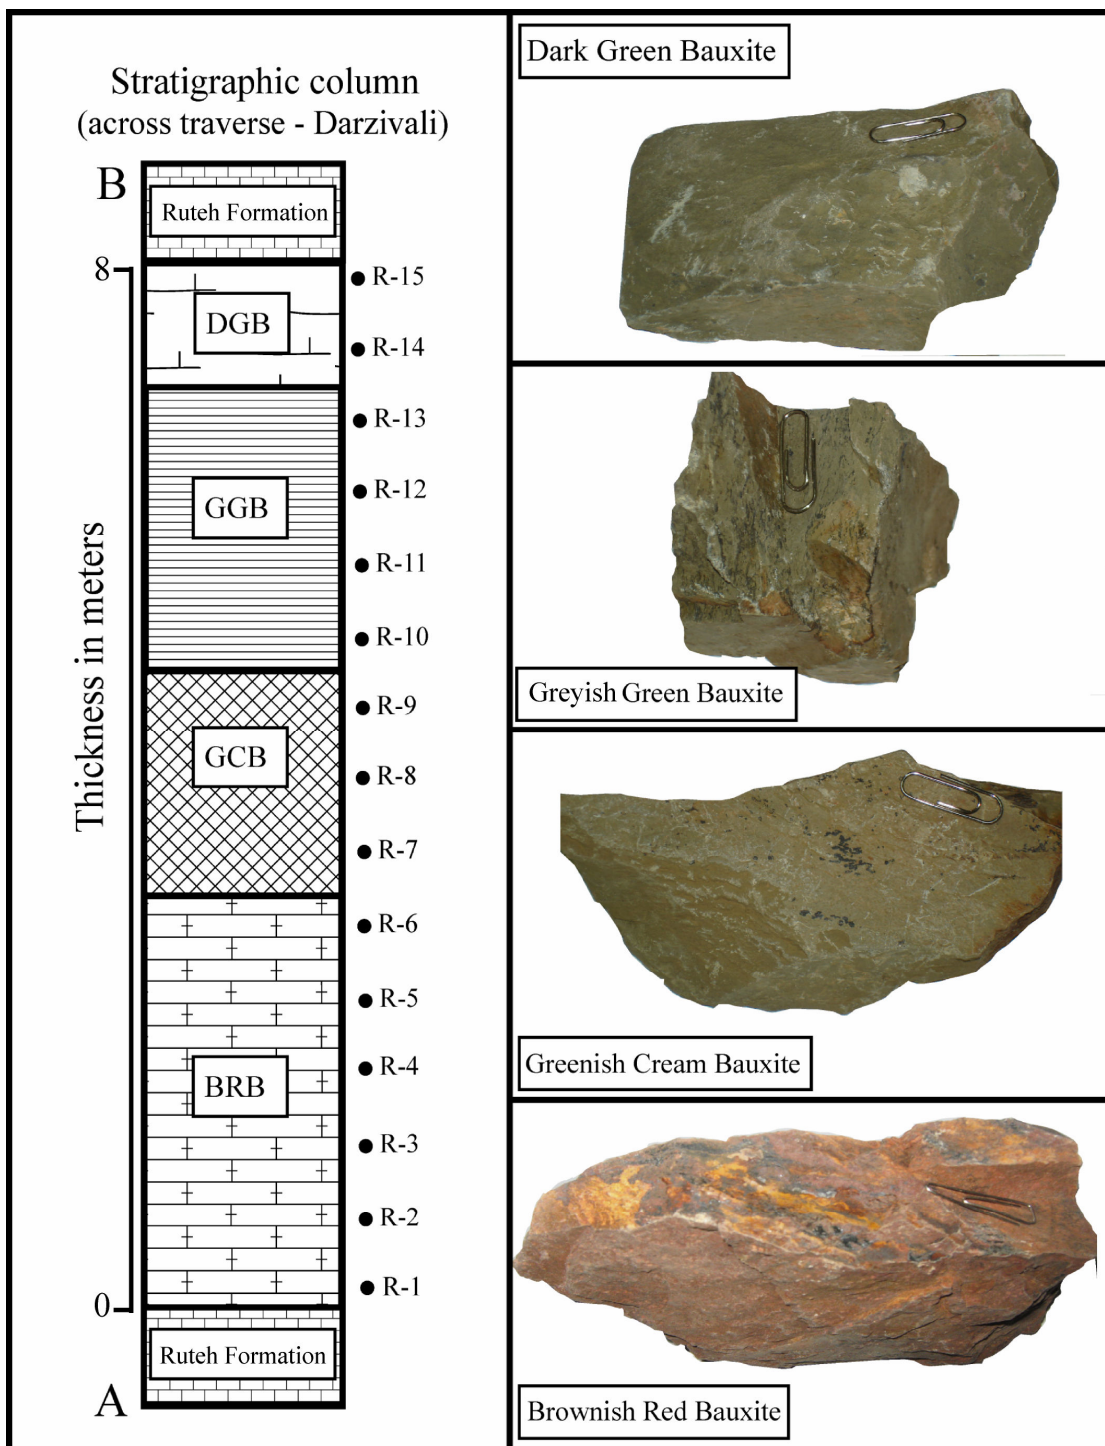 Stratigraphic column
(across traverse - Darzivali)
B
Ruteh Formation
8
R-15
DGB
R-14
R-13
R-12
GGB
R-11
R-10
R-9
GCB
R-8
R-7
R-6
R-5
R-4
BRB
R-3
R-2
R-1
0
Ruteh Formation
A
Thickness in meters
Dark Green Bauxite
Greyish Green Bauxite
Greenish Cream Bauxite
Brownish Red Bauxite